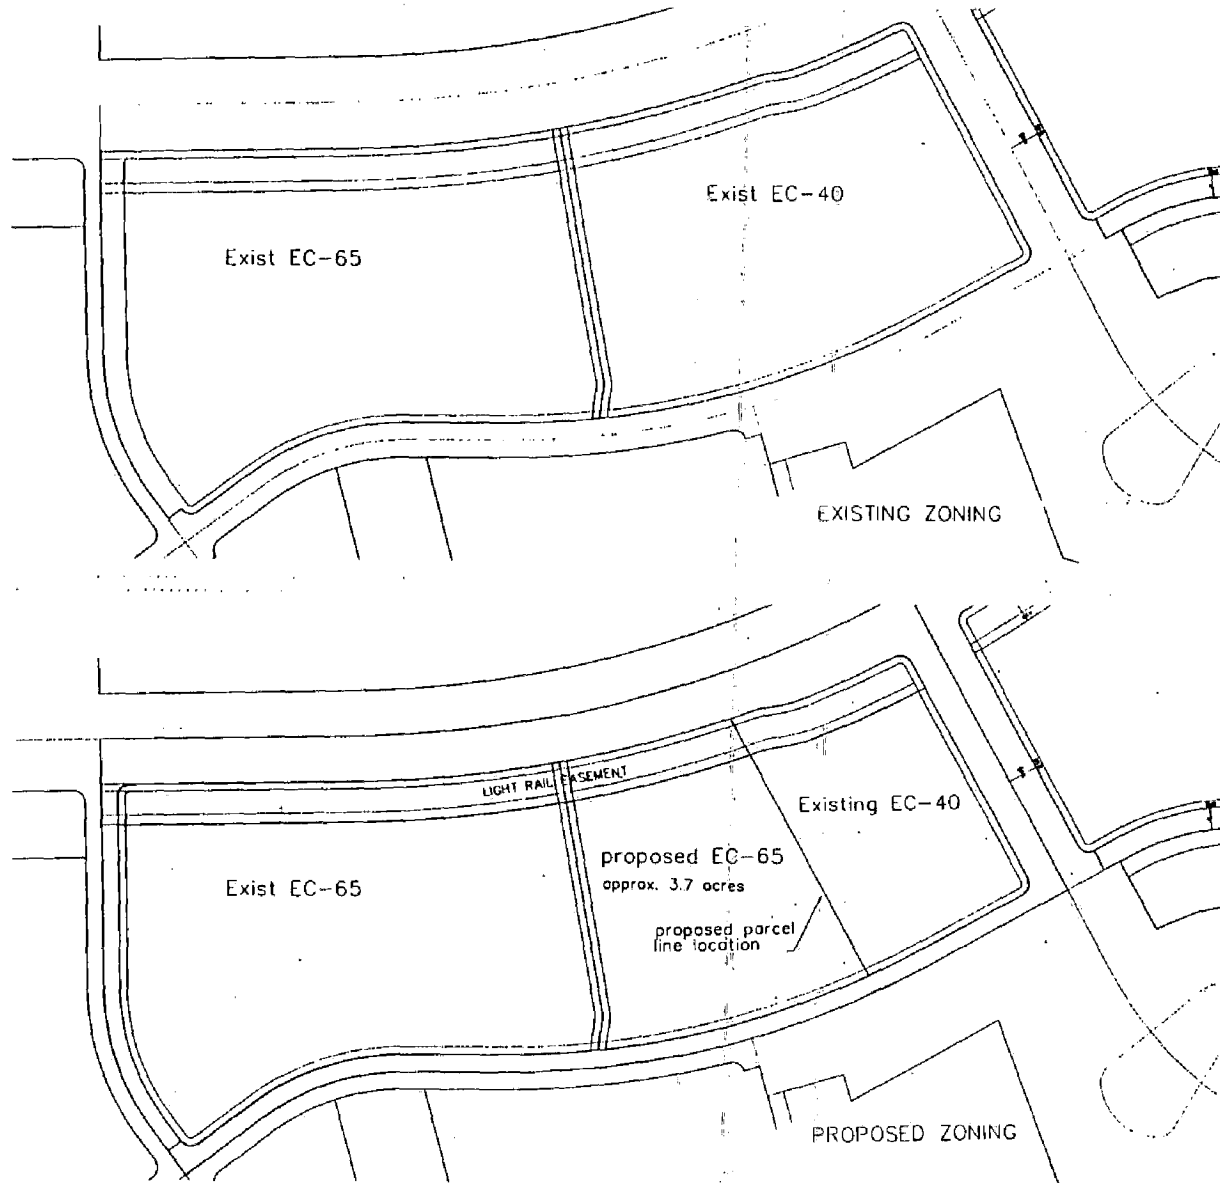 Exist EC-40
Exist EC-65
EXISTING ZONING
LIGHT RAIL EASEMENT
Existing EC-40
proposed EC-65
approx. 3.7 acres
Exist EC-65
proposed parcel
line location
PROPOSED ZONING